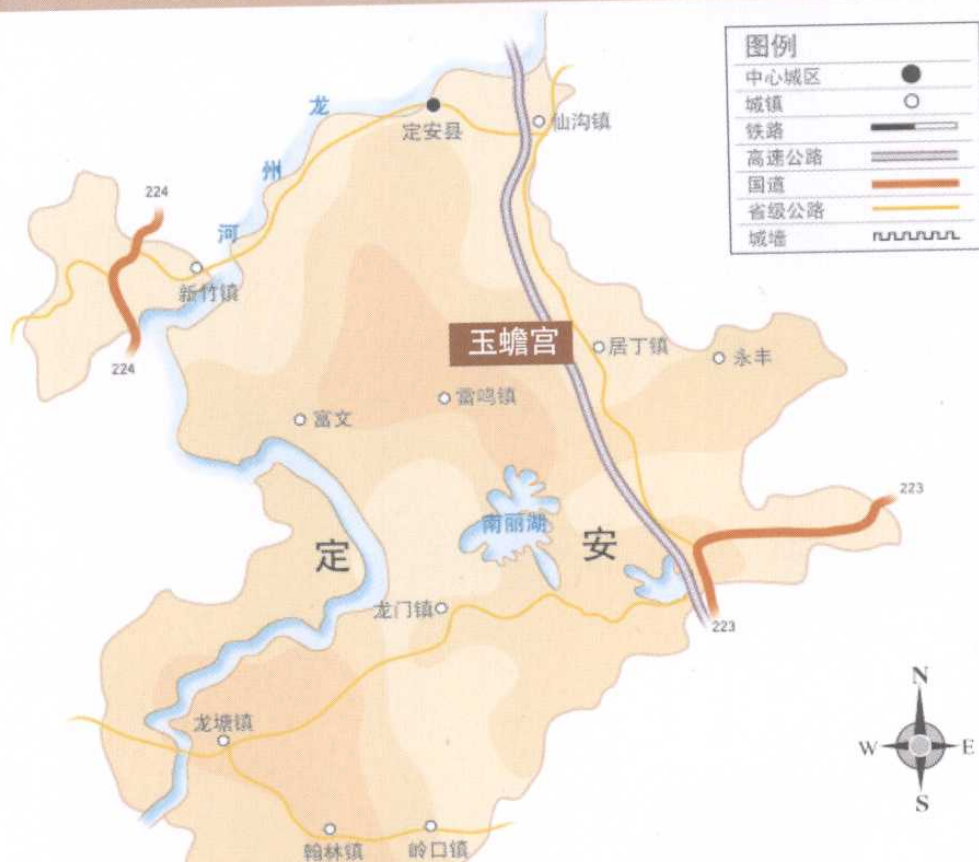 图例
中心城区
城镇
铁路
高速公路
国道
省级公路
城墙
龙州河
定安县
仙沟镇
224
新竹镇
224
玉蟾宫
居丁镇
永丰
雷鸣镇
富文
223
南丽湖
定安
龙门镇
223
龙塘镇
翰林镇
岭口镇
N
W
E
S